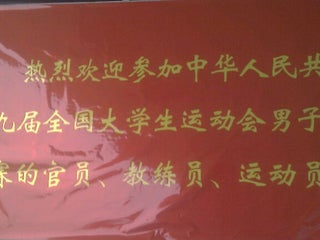 热烈欢迎参加中华人民共
九届全国大学生运动会男子
的官员、教练员、运动员